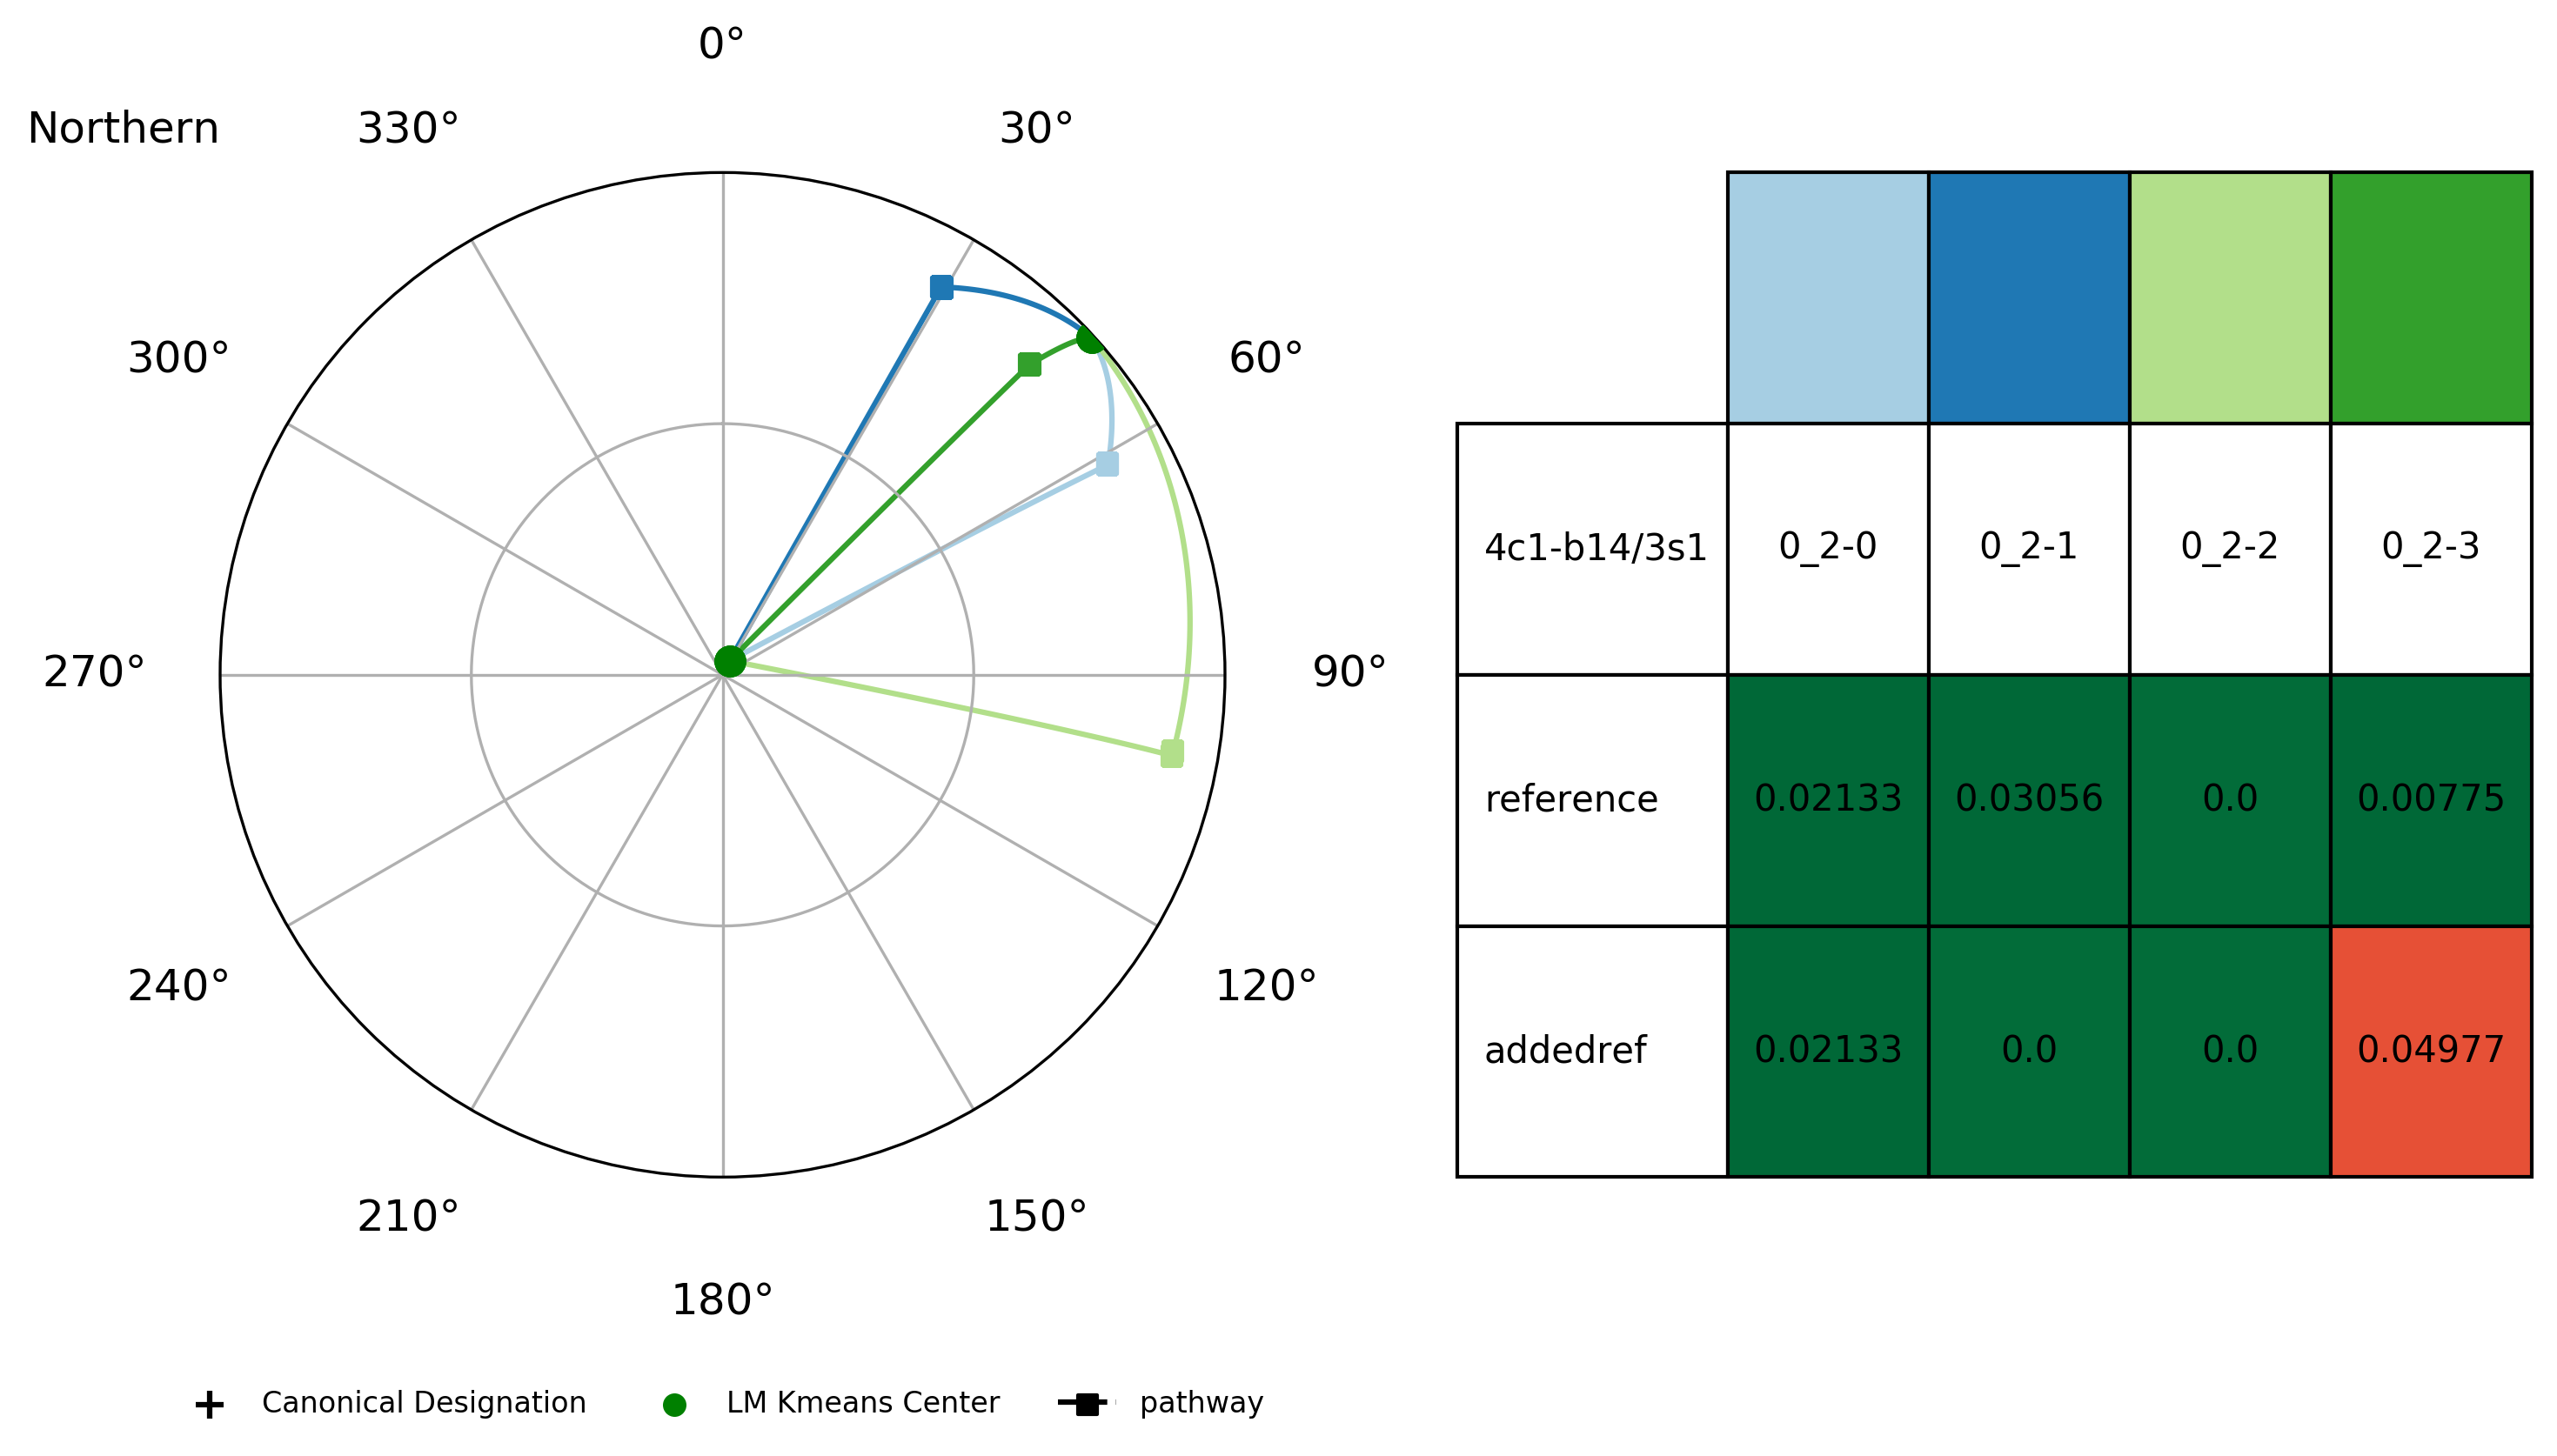 0°
Northern
330°
30°
300°
60°
270°
90°
240°
120°
210°
150°
180°
4c1-b14/3s1 0_2-0 0_2-1 0_2-2 0_2-3
reference 0.02133 0.03056 0.0 0.00775
addedref 0.02133 0.0 0.0 0.04977
Canonical Designation LM Kmeans Center pathway